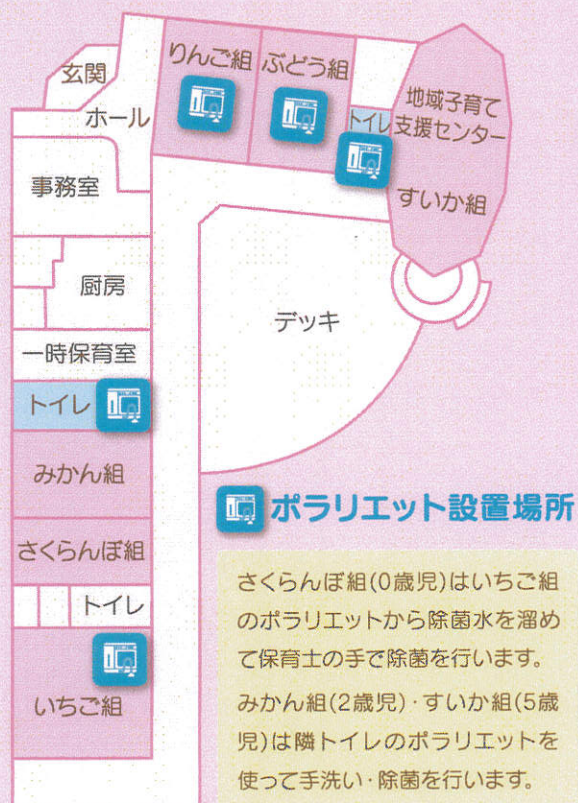 りんご組
ぶどう組
玄関
ホール
トイレ
地域子育て
支援センター
すいか組
事務室
厨房
デッキ
一時保育室
トイレ
みかん組
さくらんぼ組
トイレ
いちご組
ポラリエット設置場所
さくらんぼ組(0歳児)はいちご組
のポラリエットから除菌水を溜め
て保育士の手で除菌を行います。
みかん組(2歳児)・すいか組(5歳
児)は隣トイレのポラリエットを
使って手洗い・除菌を行います。